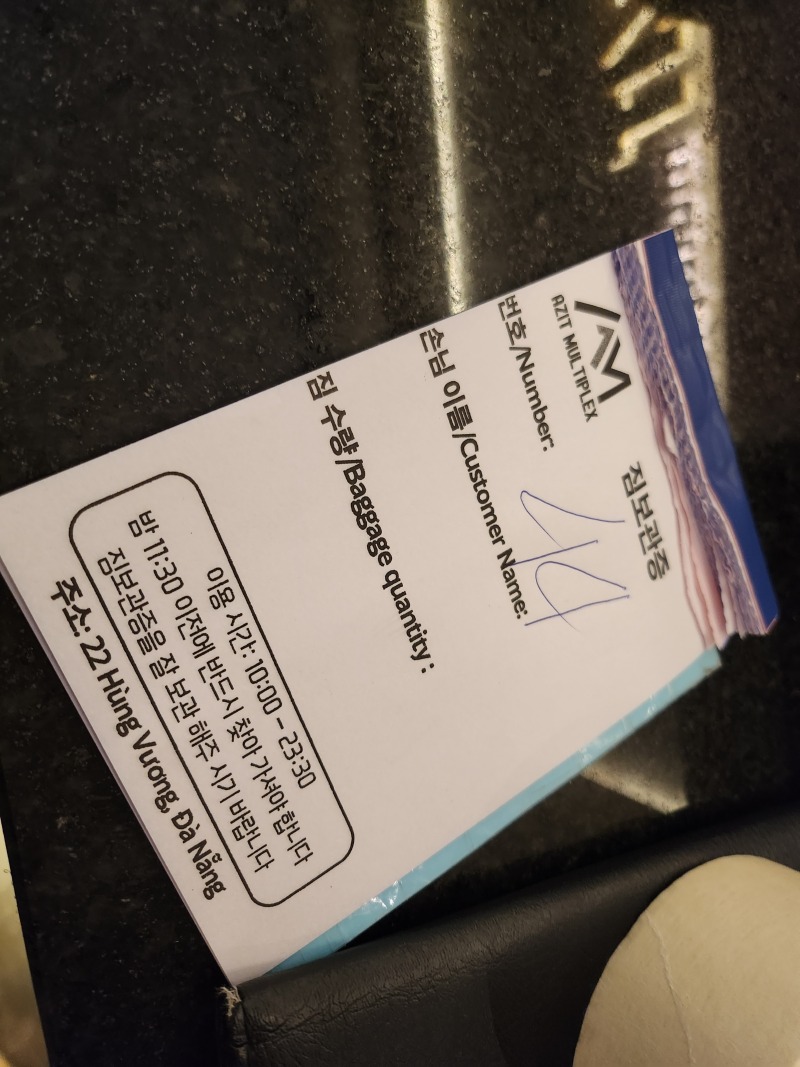 AZIT MULTIPLEX
짐보관증
번호/Number:
44
손님 이름/Customer Name:
짐 수량/Baggage quantity :
이용 시간: 10:00 - 23:30
밤 11:30 이전에 반드시 찾아 가셔야 합니다
짐보관증을 잘 보관 해주 시기 바랍니다
주소: 22 Hùng Vương, Đà Nẵng